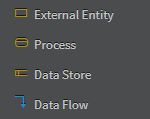 External Entity
Process
Data Store
Data Flow